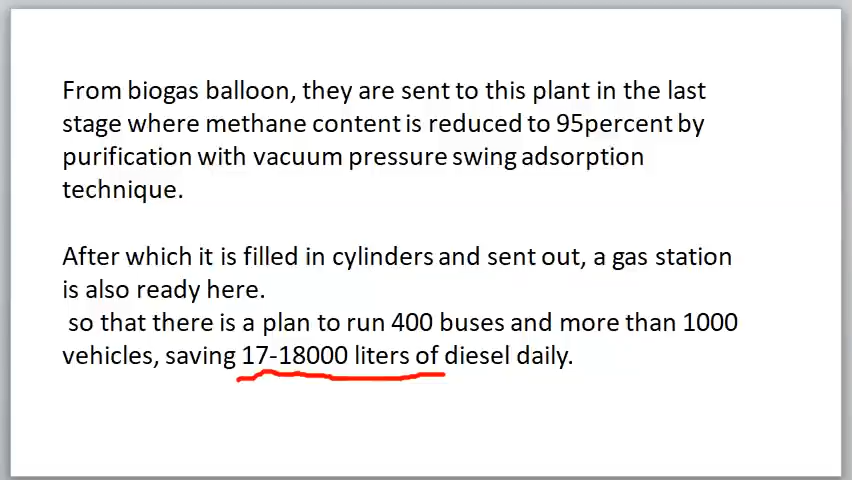 From biogas balloon, they are sent to this plant in the last
stage where methane content is reduced to 95percent by
purification with vacuum pressure swing adsorption
technique.
After which it is filled in cylinders and sent out, a gas station
is also ready here.
so that there is a plan to run 400 buses and more than 1000
vehicles, saving 17-18000 liters of diesel daily.